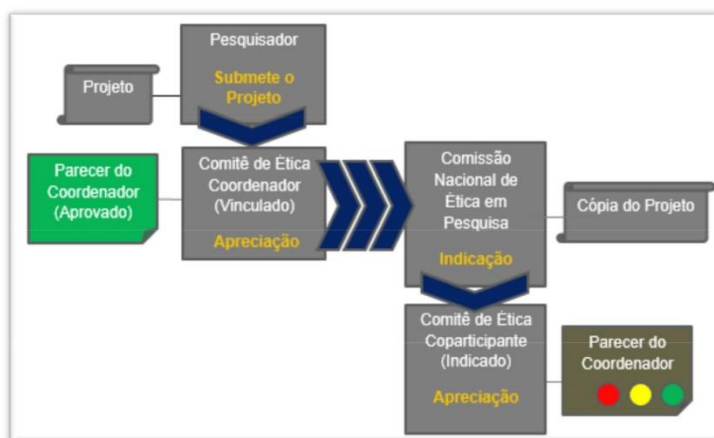 Pesquisador
Submete o
Projeto
Projeto
Parecer do
Coordenador
(Aprovado)
Comitê de Ética
Coordenador
(Vinculado)
Apreciação
Comissão
Nacional de
Ética em
Pesquisa
Indicação
Cópia do Projeto
Comitê de Ética
Coparticipante
(Indicado)
Apreciação
Parecer do
Coordenador